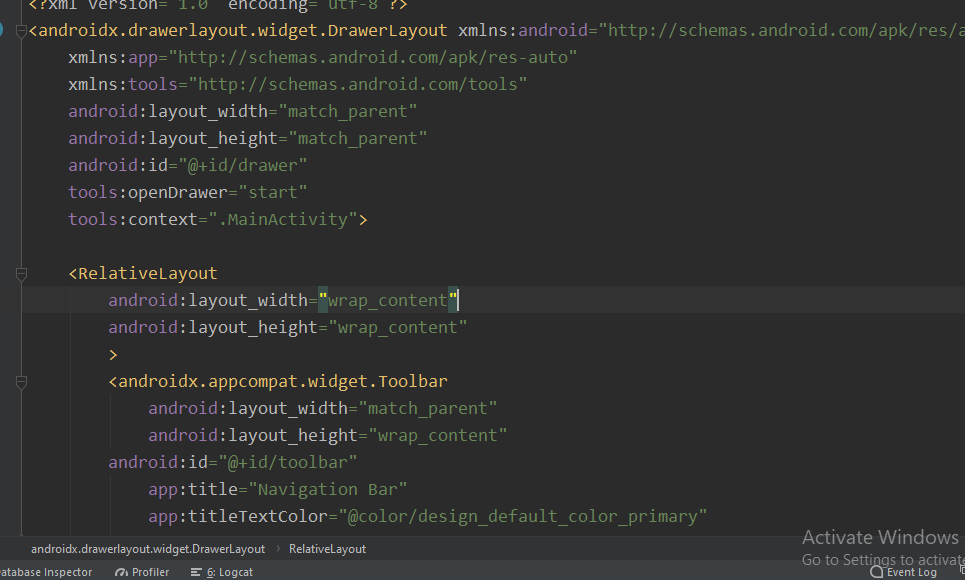 <?xml version="1.0" encoding="utf-8"?>
<androidx.drawerlayout.widget.DrawerLayout xmlns:android="http://schemas.android.com/apk/res/a
xmlns:app="http://schemas.android.com/apk/res-auto"
xmlns:tools="http://schemas.android.com/tools"
android:layout_width="match_parent"
android:layout_height="match_parent"
android:id="@+id/drawer"
tools:openDrawer="start"
tools:context=".MainActivity">
<RelativeLayout
android:layout_width="wrap_content"
android:layout_height="wrap_content"
>
<androidx.appcompat.widget.Toolbar
android:layout_width="match_parent"
android:layout_height="wrap_content"
android:id="@+id/toolbar"
app:title="Navigation Bar"
app:titleTextColor="@color/design_default_color_primary"
Activate Windows
androidx.drawerlayout.widget.DrawerLayout › RelativeLayout
Go to Settings to activate
atabase Inspector Profiler 6: Logcat Event Log